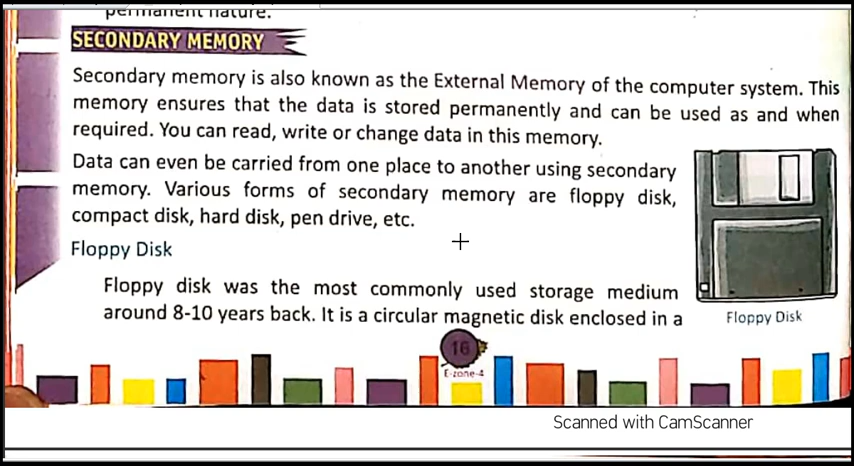 permanent nature.
SECONDARY MEMORY
Secondary memory is also known as the External Memory of the computer system. This
memory ensures that the data is stored permanently and can be used as and when
required. You can read, write or change data in this memory.
Data can even be carried from one place to another using secondary
memory. Various forms of secondary memory are floppy disk,
compact disk, hard disk, pen drive, etc.
Floppy Disk
Floppy disk was the most commonly used storage medium
around 8-10 years back. It is a circular magnetic disk enclosed in a
Floppy Disk
16
E-zone-4
Scanned with CamScanner